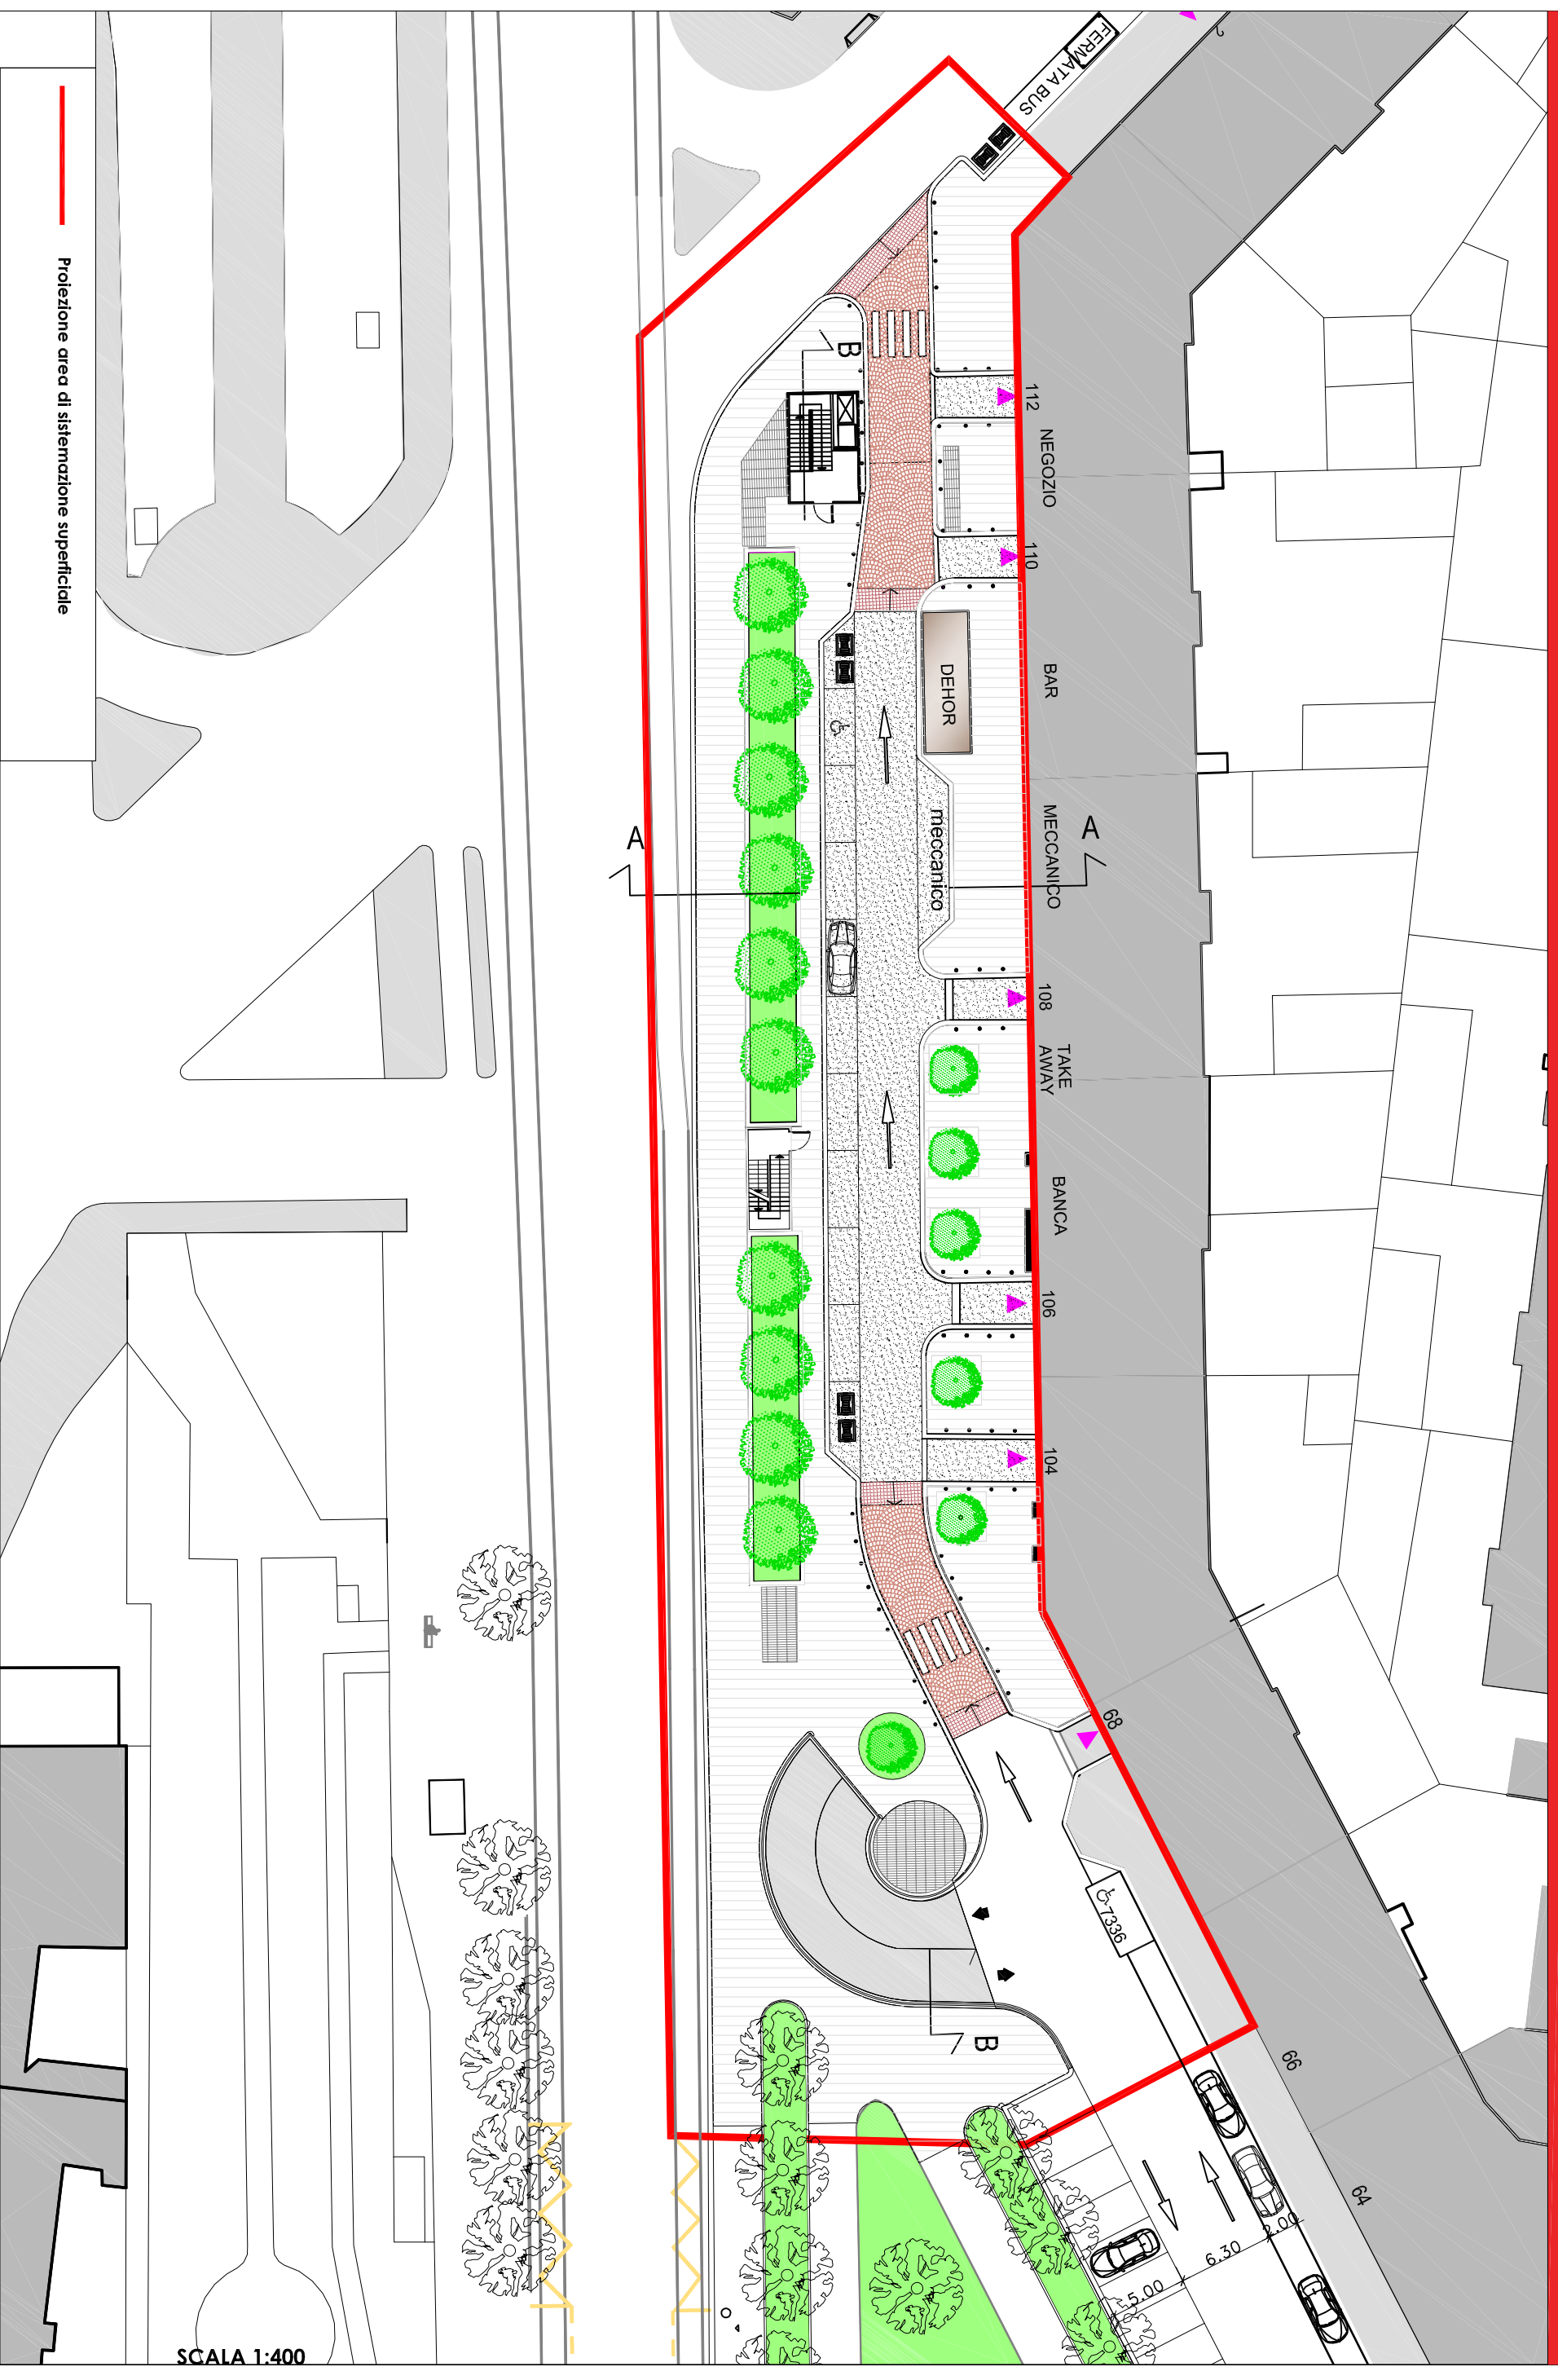 FERMATA BUS
B
112
NEGOZIO
110
BAR
DEHOR
MECCANICO
meccanico
A
A
108
TAKE
AWAY
BANCA
106
104
68
7336
B
66
64
2.00
6.30
5.00
Proiezione area di sistemazione superficiale
SCALA 1:400